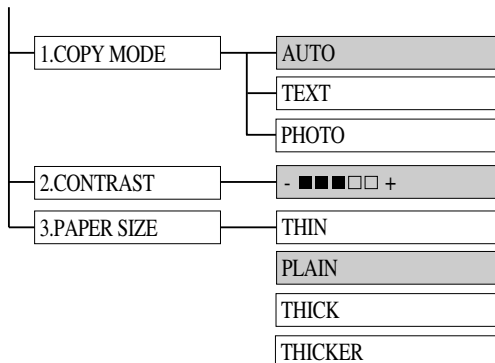 1.COPY MODE
AUTO
TEXT
PHOTO
2.CONTRAST
- ■■■□□ +
3.PAPER SIZE
THIN
PLAIN
THICK
THICKER